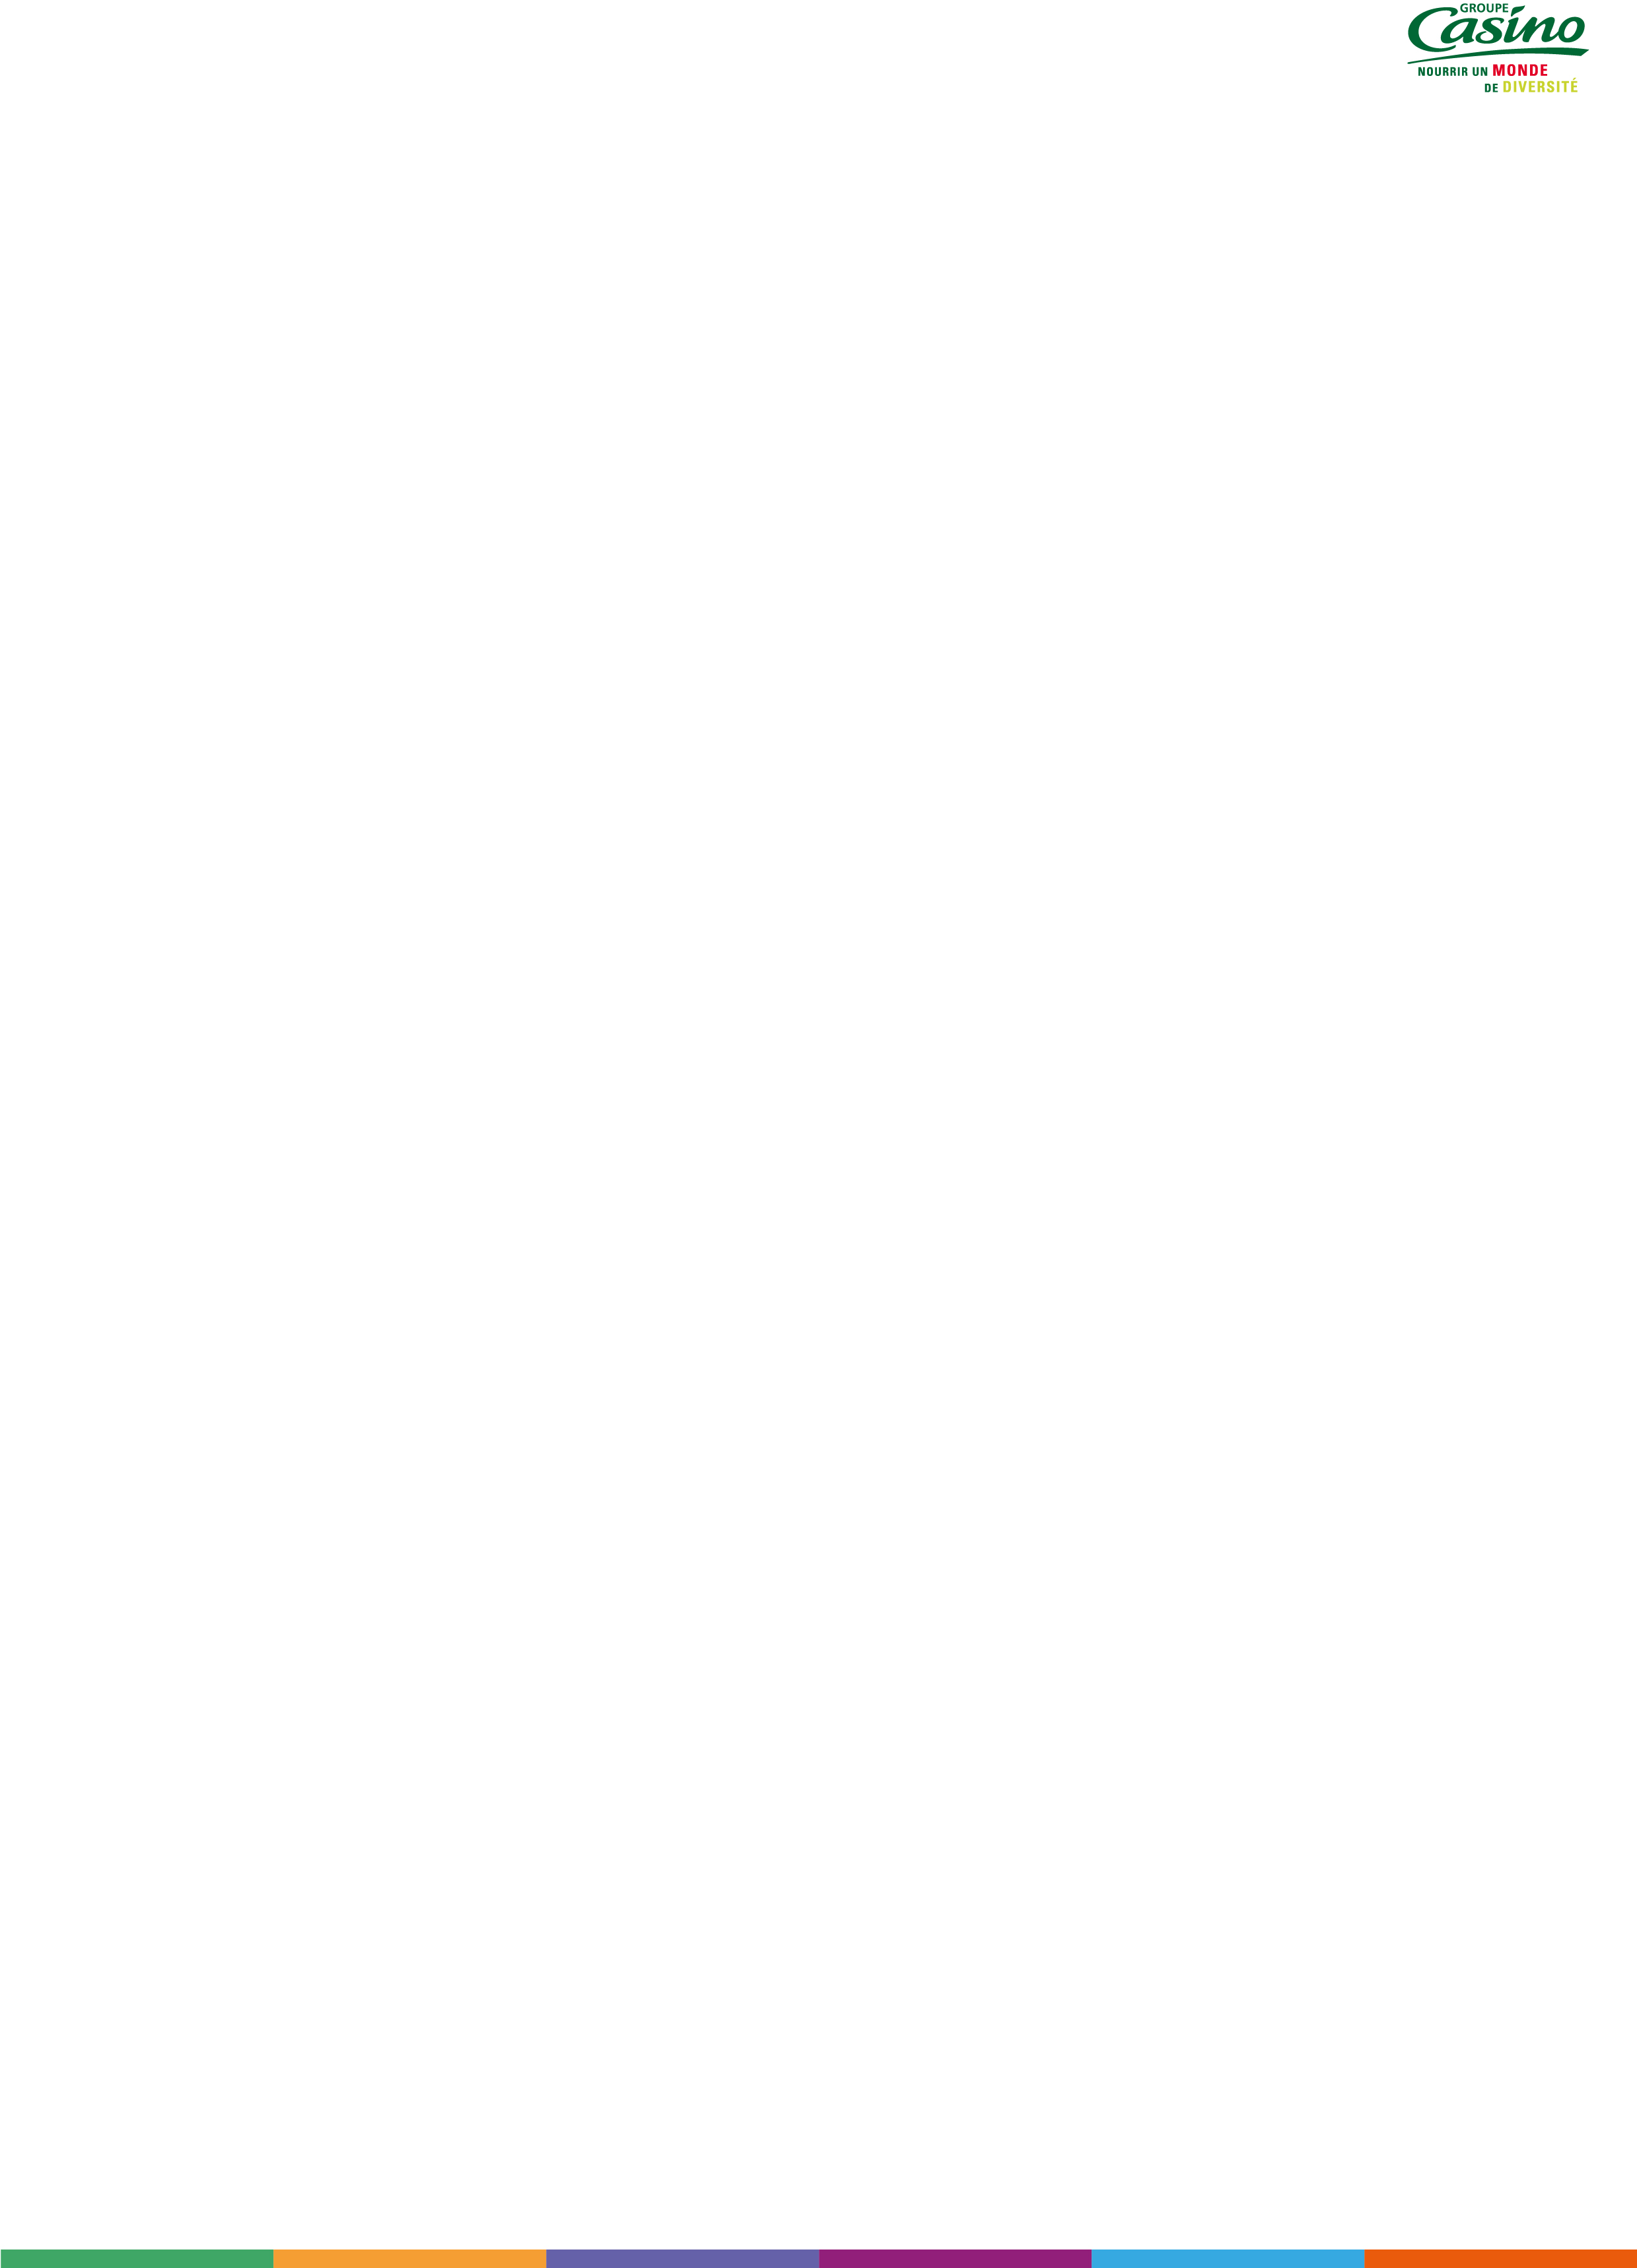 GROUPE
Casino
NOURRIR UN MONDE
DE DIVERSITÉ